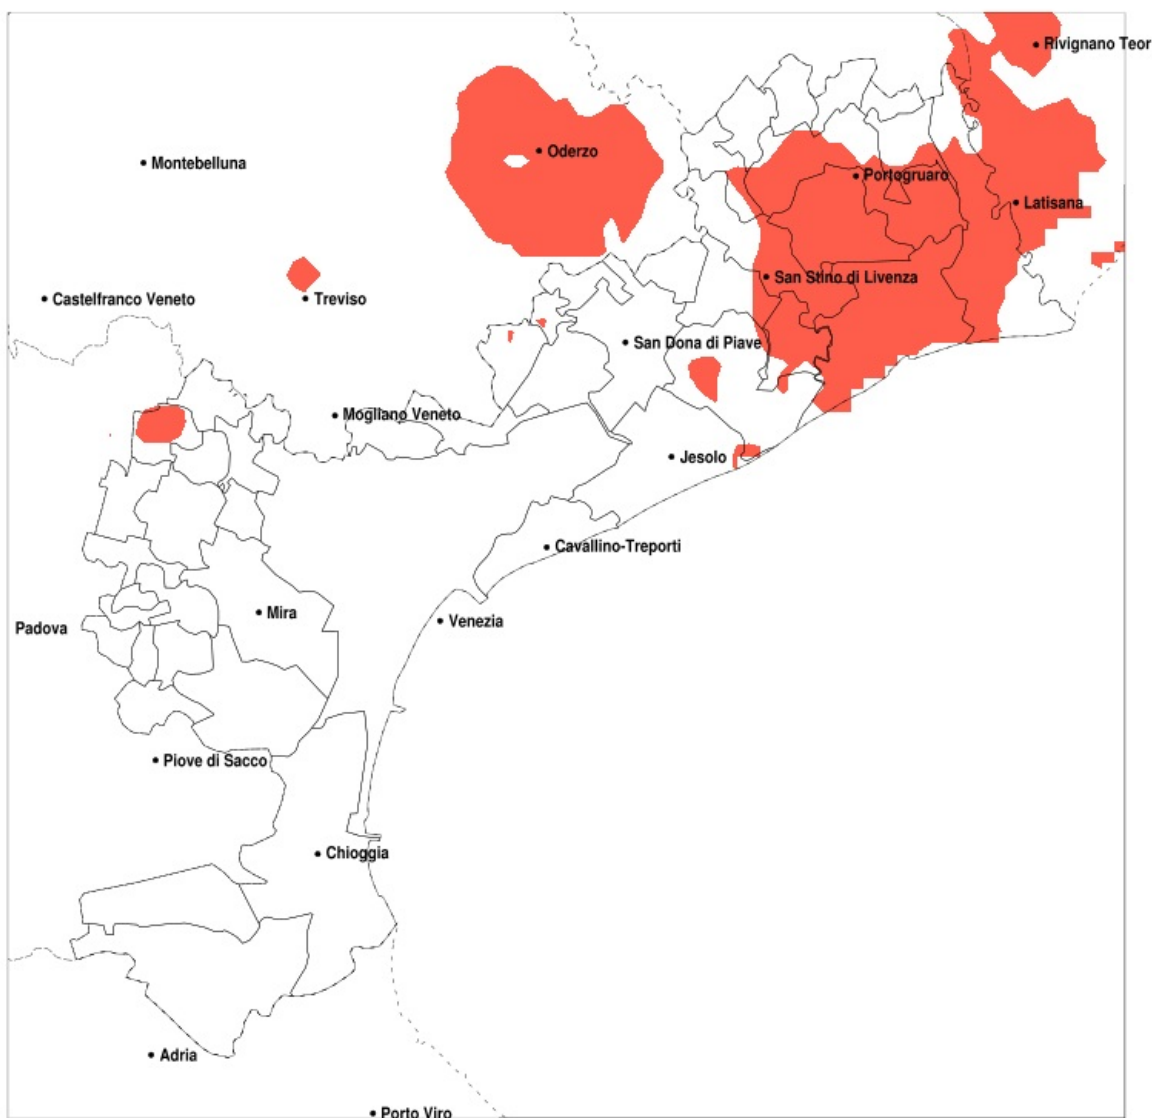 Rivignano Teor
Oderzo
Montebelluna
Portogruaro
Latisana
San Stino di Livenza
Castelfranco Veneto
Treviso
San Dona di Piave
Mogliano Veneto
Jesolo
Cavallino-Treporti
Mira
Venezia
Padova
Piove di Sacco
Chioggia
Adria
Porto Viro